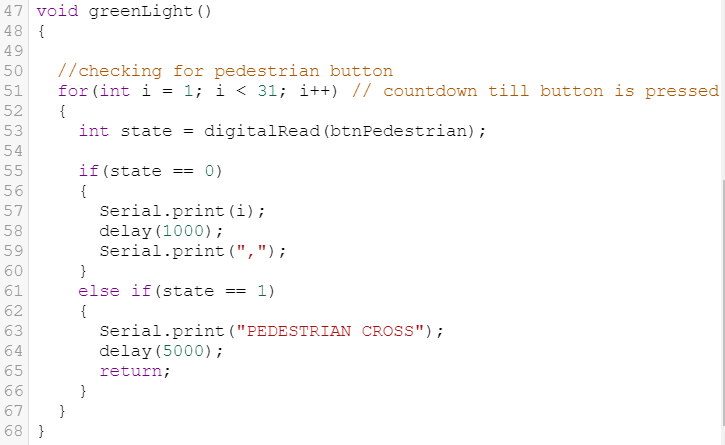 47 void greenLight()
48 {
49
50   //checking for pedestrian button
51   for(int i = 1; i < 31; i++) // countdown till button is pressed
52   {
53     int state = digitalRead(btnPedestrian);
54
55     if(state == 0)
56     {
57       Serial.print(i);
58       delay(1000);
59       Serial.print(",");
60     }
61     else if(state == 1)
62     {
63       Serial.print("PEDESTRIAN CROSS");
64       delay(5000);
65       return;
66     }
67   }
68 }